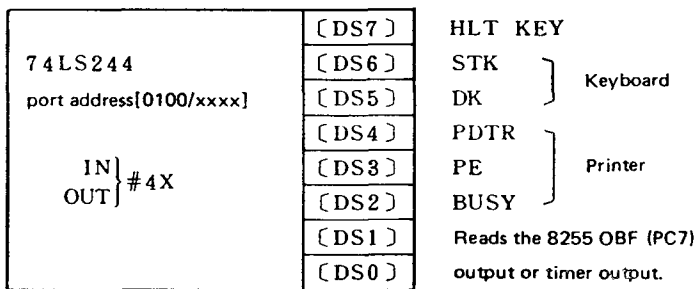 〔DS7〕 HLT KEY
74LS244 〔DS6〕 STK
Keyboard
port address[0100/xxxx] 〔DS5〕 DK
〔DS4〕 PDTR
IN 〔DS3〕 PE Printer
#4X
OUT 〔DS2〕 BUSY
〔DS1〕 Reads the 8255 OBF (PC7)
〔DS0〕 output or timer output.